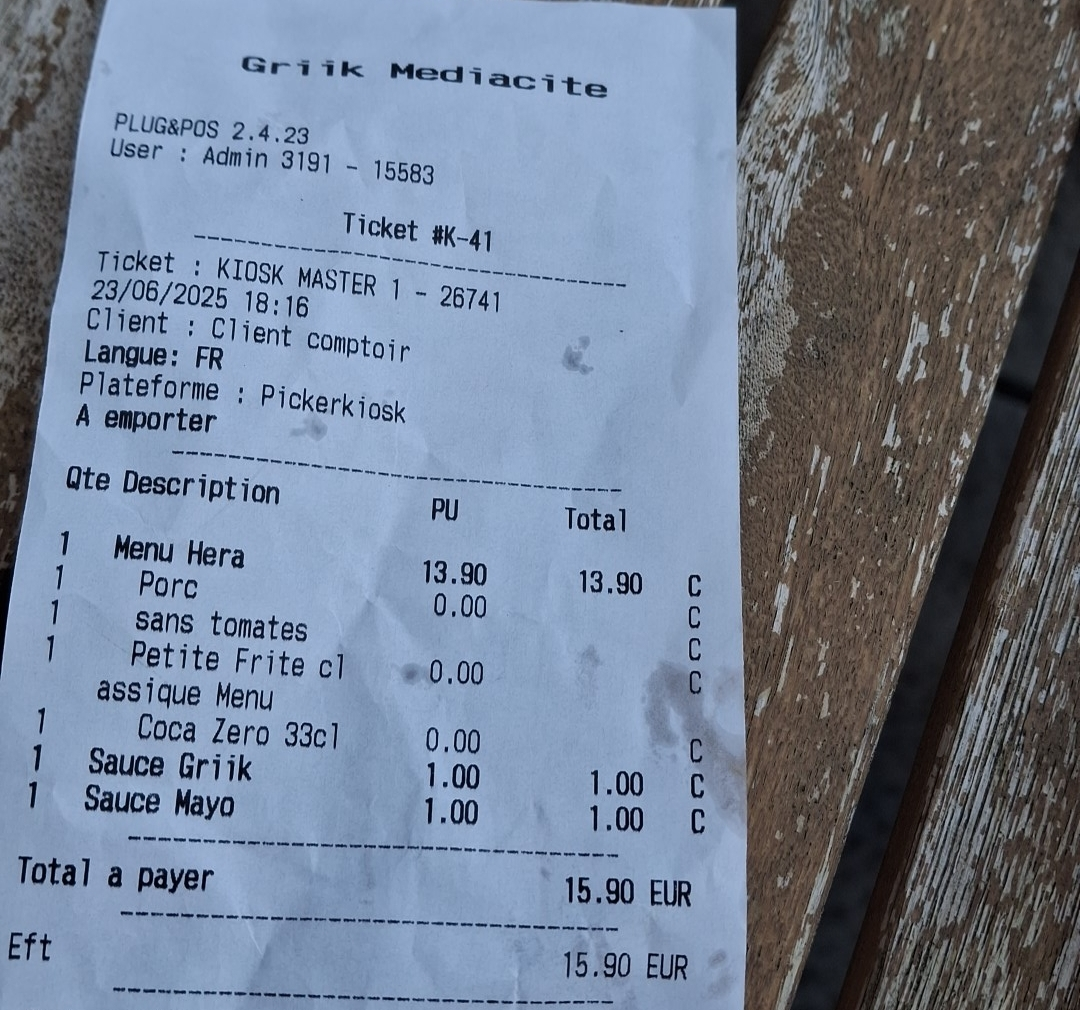 Griik Mediacite
PLUG&POS 2.4.23
User : Admin 3191 - 15583
Ticket #K-41
Ticket : KIOSK MASTER 1 - 26741
23/06/2025 18:16
Client : Client comptoir
Langue: FR
Plateforme : Pickerkiosk
A emporter
Qte Description PU Total
1 Menu Hera 13.90 13.90 C
1 Porc 0.00 C
1 sans tomates C
1 Petite Frite cl 0.00 C
assique Menu
1 Coca Zero 33cl 0.00 C
1 Sauce Griik 1.00 1.00 C
1 Sauce Mayo 1.00 1.00 C
Total a payer 15.90 EUR
Eft 15.90 EUR